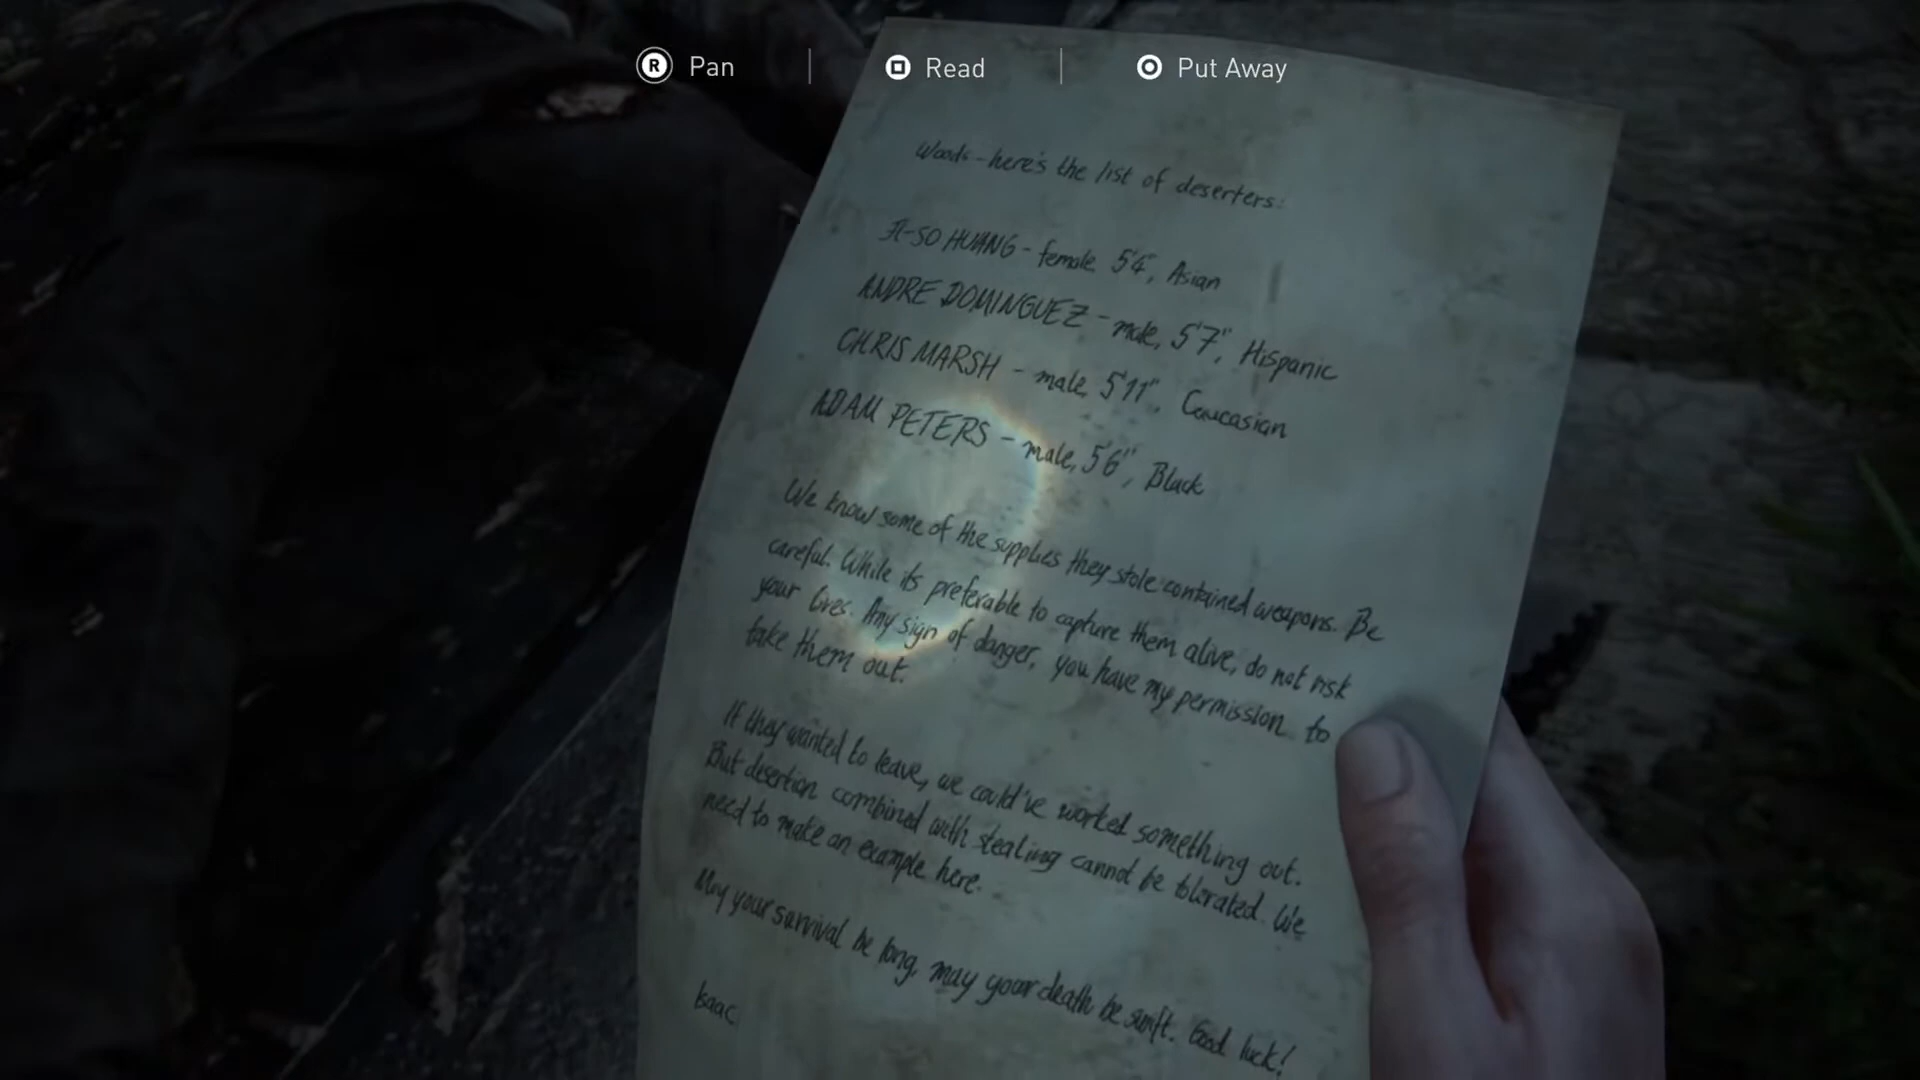 R Pan | Read | Put Away
Woods - here's the list of deserters:
JI-SO HUANG - female 5'4", Asian
ANDRE DOMINGUEZ - male, 5'7", Hispanic
CHRIS MARSH - male, 5'11", Caucasian
ADAM PETERS - male, 5'6", Black
We know some of the supplies they stole contained weapons. Be
careful. While its preferable to capture them alive, do not risk
your lives. Any sign of danger, you have my permission to
take them out.
If they wanted to leave, we could've worked something out.
But desertion combined with stealing cannot be tolerated. We
need to make an example here.
May your survival be long, may your death be swift. Good luck!
Isaac